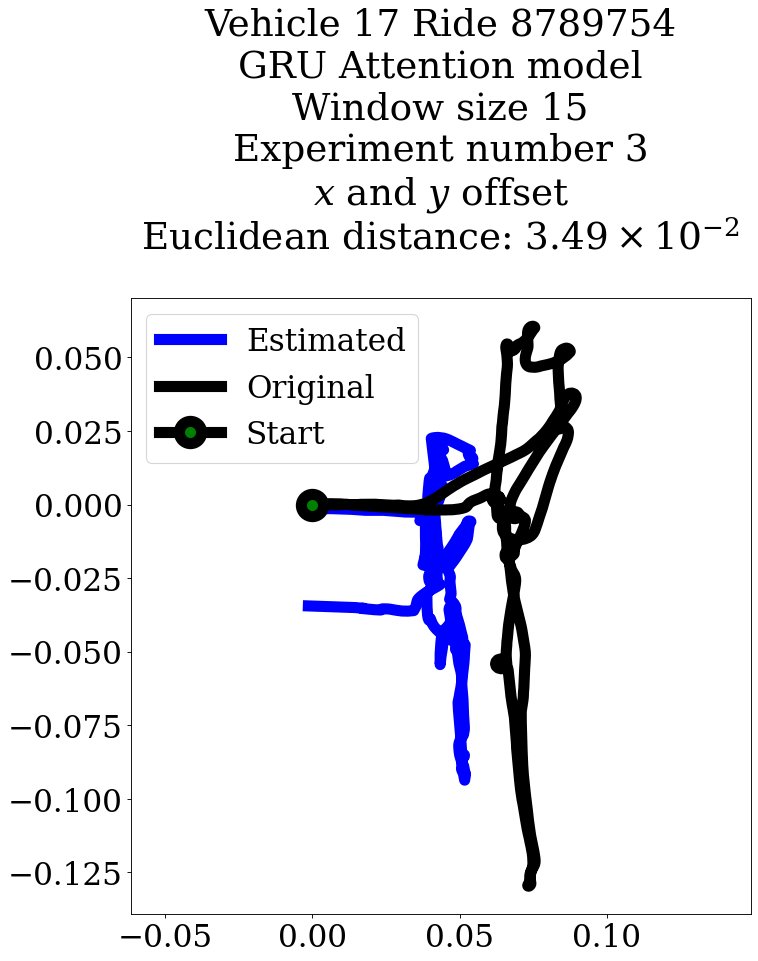 Vehicle 17 Ride 8789754
GRU Attention model
Window size 15
Experiment number 3
x and y offset
Euclidean distance: 3.49 × 10⁻²
Estimated
Original
Start
0.050
0.025
0.000
−0.025
−0.050
−0.075
−0.100
−0.125
−0.05 0.00 0.05 0.10